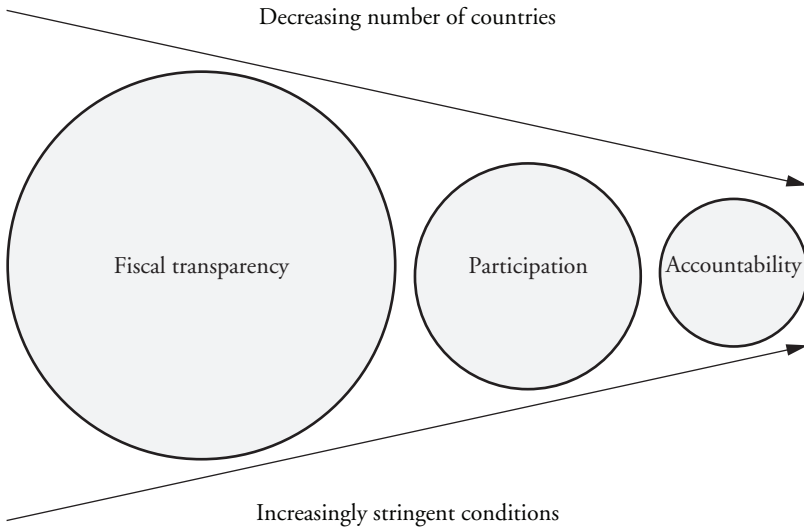 Decreasing number of countries
Fiscal transparency
Participation
Accountability
Increasingly stringent conditions